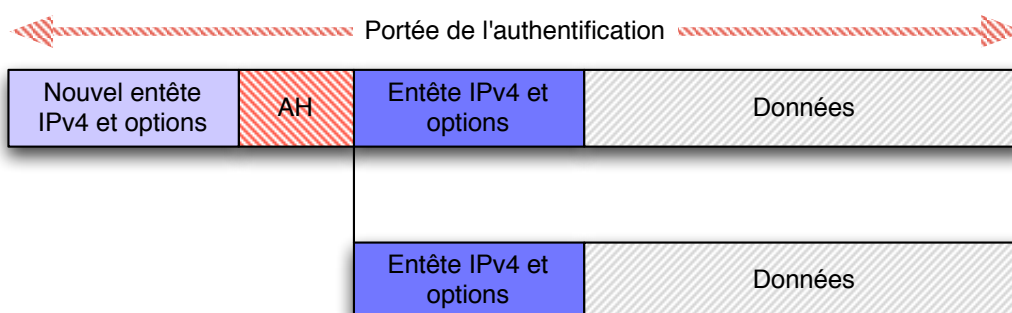 Portée de l'authentification
Nouvel entête
IPv4 et options
AH
Entête IPv4 et
options
Données
Entête IPv4 et
options
Données